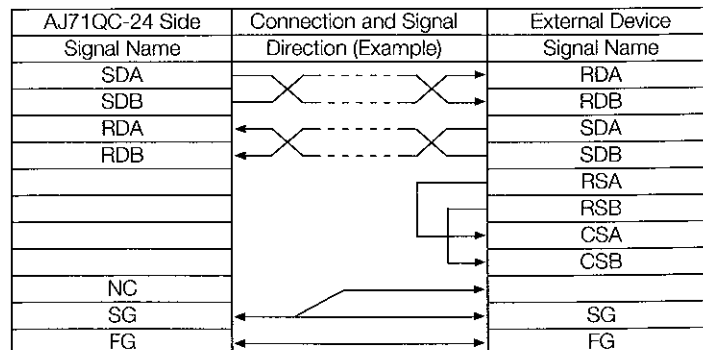 AJ71QC-24 Side Connection and Signal External Device
Signal Name Direction (Example) Signal Name
SDA RDA
SDB RDB
RDA SDA
RDB SDB
RSA
RSB
CSA
CSB
NC
SG SG
FG FG